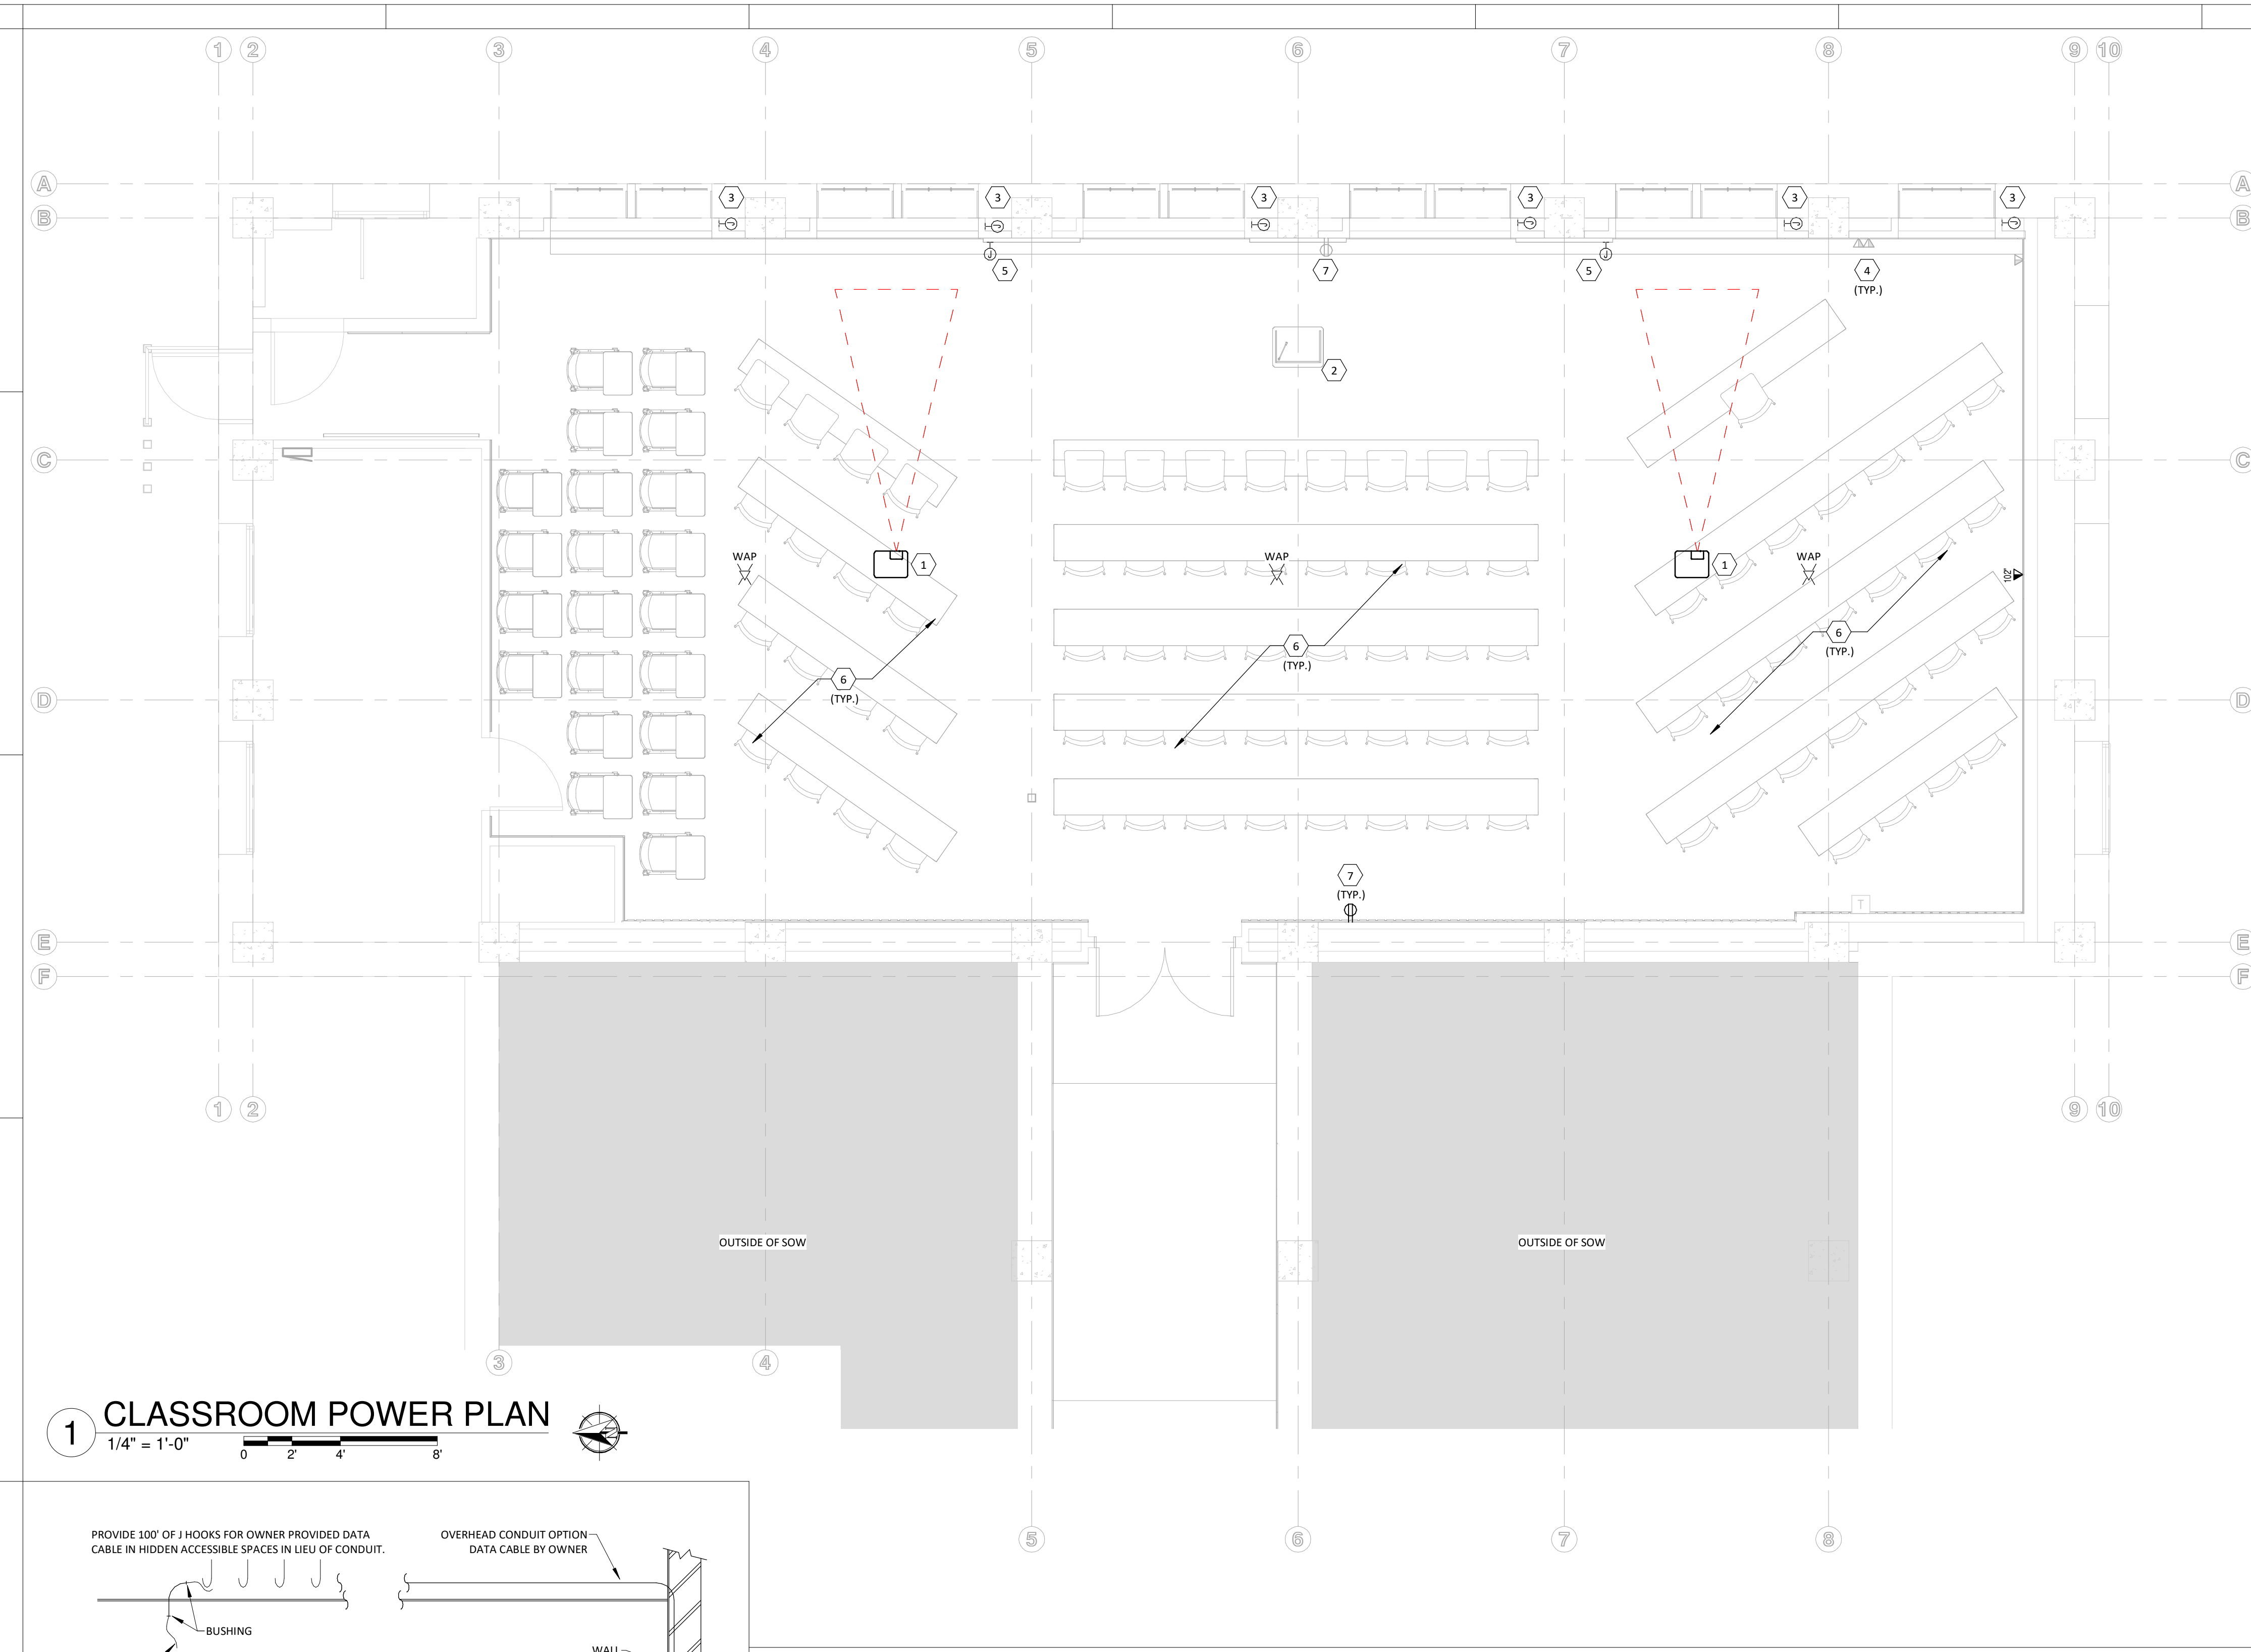 1 2 3 4 5 6 7 8 9 10
A A
3 3 3 3 3 3
B B
J J
5 7 5 4
(TYP.)
2
C C
WAP WAP WAP
1 1
102"
6 6
(TYP.) (TYP.)
6
(TYP.)
D D
7
(TYP.)
T
E E
F F
1 2 9 10
OUTSIDE OF SOW OUTSIDE OF SOW
3 4
1 CLASSROOM POWER PLAN
1/4" = 1'-0"
0 2' 4' 8'
N
5 6 7 8
PROVIDE 100' OF J HOOKS FOR OWNER PROVIDED DATA
CABLE IN HIDDEN ACCESSIBLE SPACES IN LIEU OF CONDUIT.
OVERHEAD CONDUIT OPTION
DATA CABLE BY OWNER
BUSHING
WALL